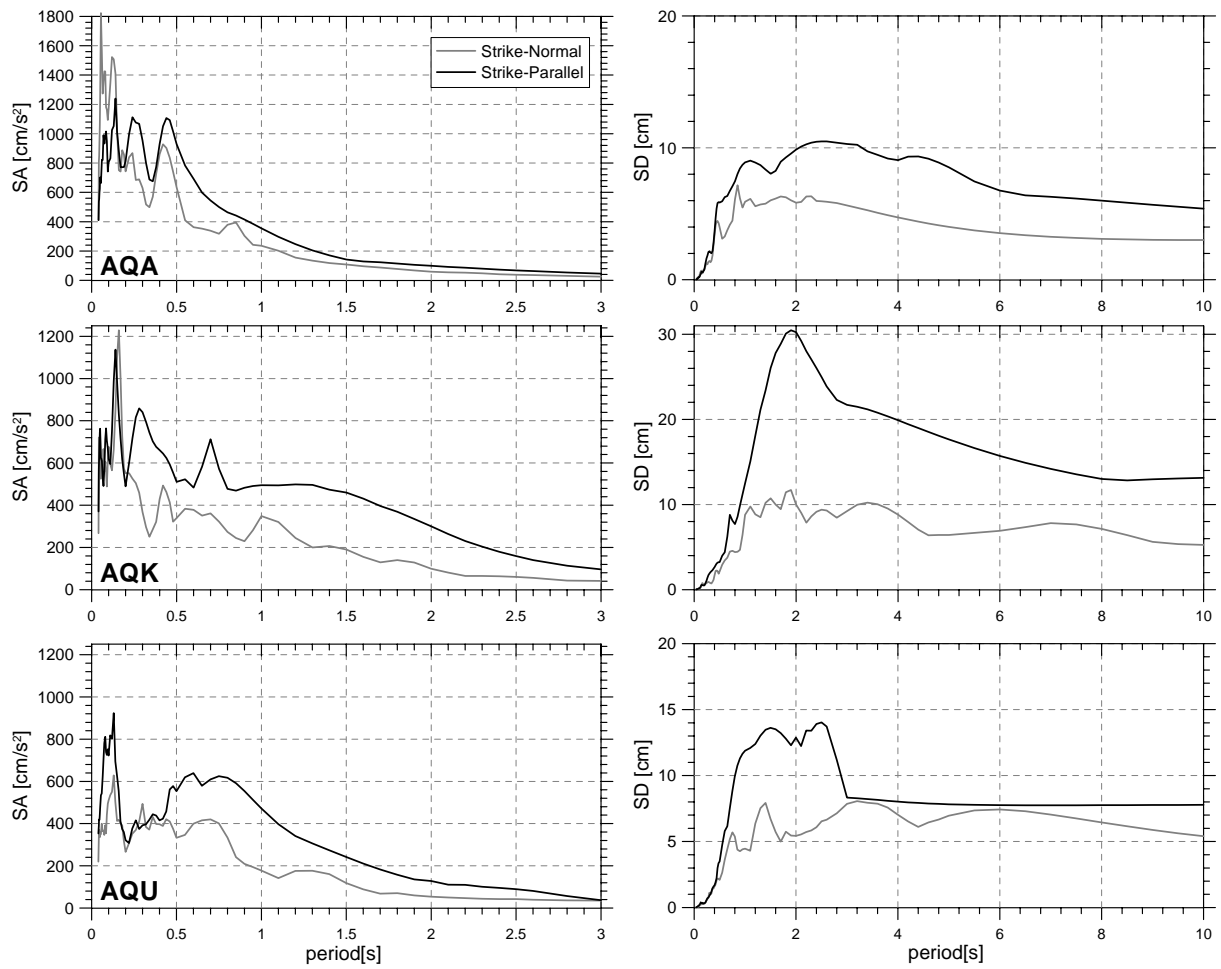 1800
1600
1400
1200
1000
800
600
400
200
0
SA [cm/s²]
Strike-Normal
Strike-Parallel
AQA
0 0.5 1 1.5 2 2.5 3
20
10
0
SD [cm]
0 2 4 6 8 10
1200
1000
800
600
400
200
0
SA [cm/s²]
AQK
0 0.5 1 1.5 2 2.5 3
30
20
10
0
SD [cm]
0 2 4 6 8 10
1200
1000
800
600
400
200
0
SA [cm/s²]
AQU
0 0.5 1 1.5 2 2.5 3
period[s]
20
15
10
5
0
SD [cm]
0 2 4 6 8 10
period[s]